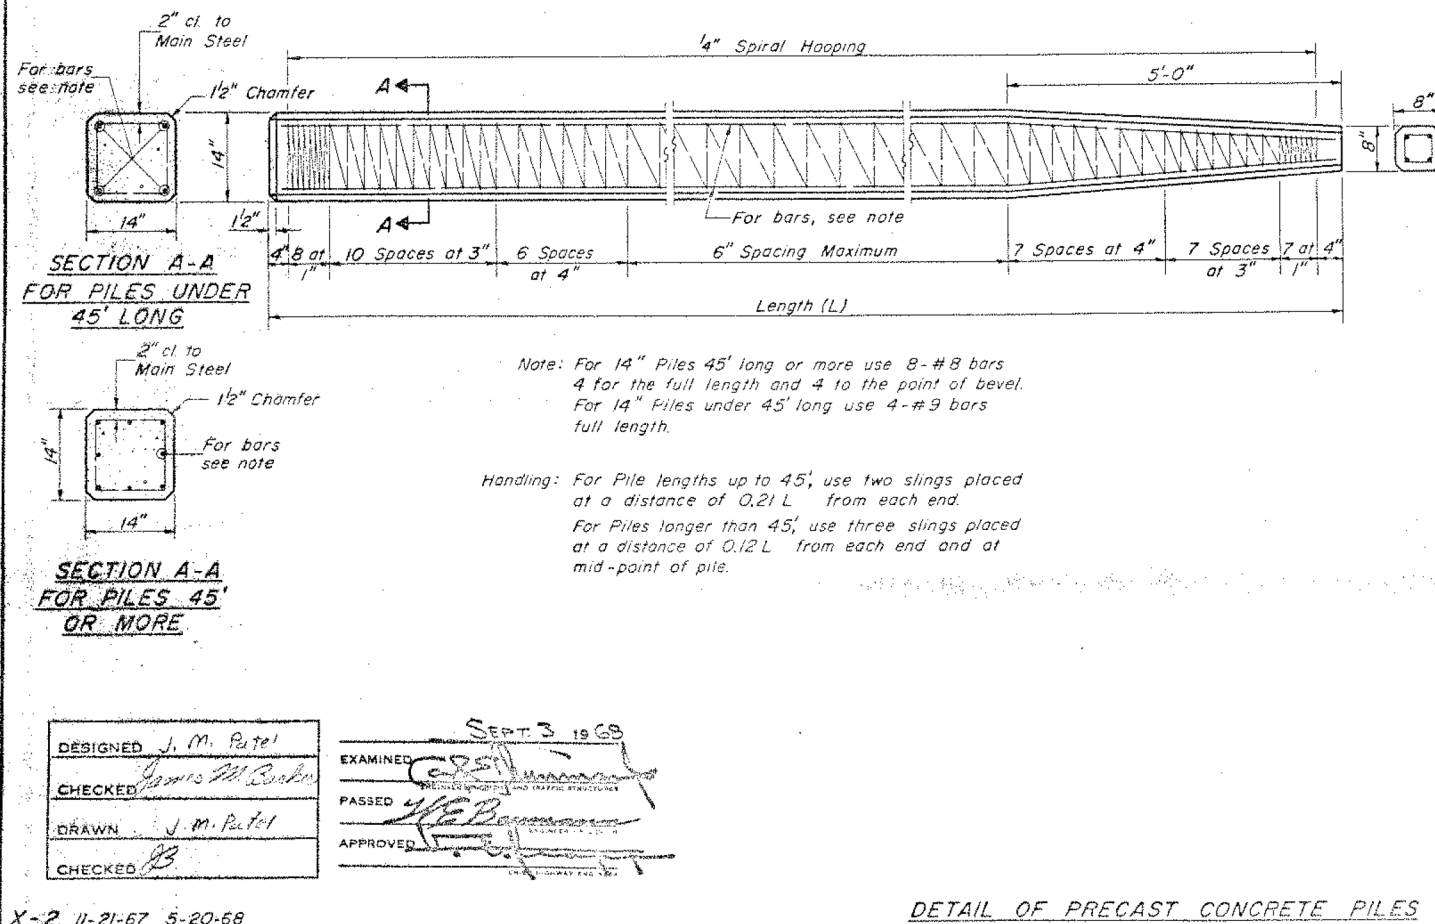 2" cl. to
Main Steel
For bars
see note
1½" Chamfer
14"
14"
SECTION A-A
FOR PILES UNDER
45' LONG
¼" Spiral Hooping
5'-0"
8"
8"
A
A
1½"
For bars, see note
4"
8 at
1"
10 Spaces at 3"
6 Spaces
at 4"
6" Spacing Maximum
7 Spaces at 4"
7 Spaces
at 3"
7 at
1"
4"
Length (L)
2" cl. to
Main Steel
1½" Chamfer
14"
For bars
see note
14"
SECTION A-A
FOR PILES 45'
OR MORE
Note: For 14" Piles 45' long or more use 8-#8 bars
4 for the full length and 4 to the point of bevel.
For 14" Piles under 45' long use 4-#9 bars
full length.
Handling: For Pile lengths up to 45', use two slings placed
at a distance of 0.21 L from each end.
For Piles longer than 45', use three slings placed
at a distance of 0.12 L from each end and at
mid-point of pile.
DESIGNED J. M. Patel
CHECKED James M. Barker
DRAWN J. M. Patel
CHECKED JB
SEPT. 3 1968
EXAMINED
PASSED
APPROVED
X-2 11-21-67 5-20-68
DETAIL OF PRECAST CONCRETE PILES